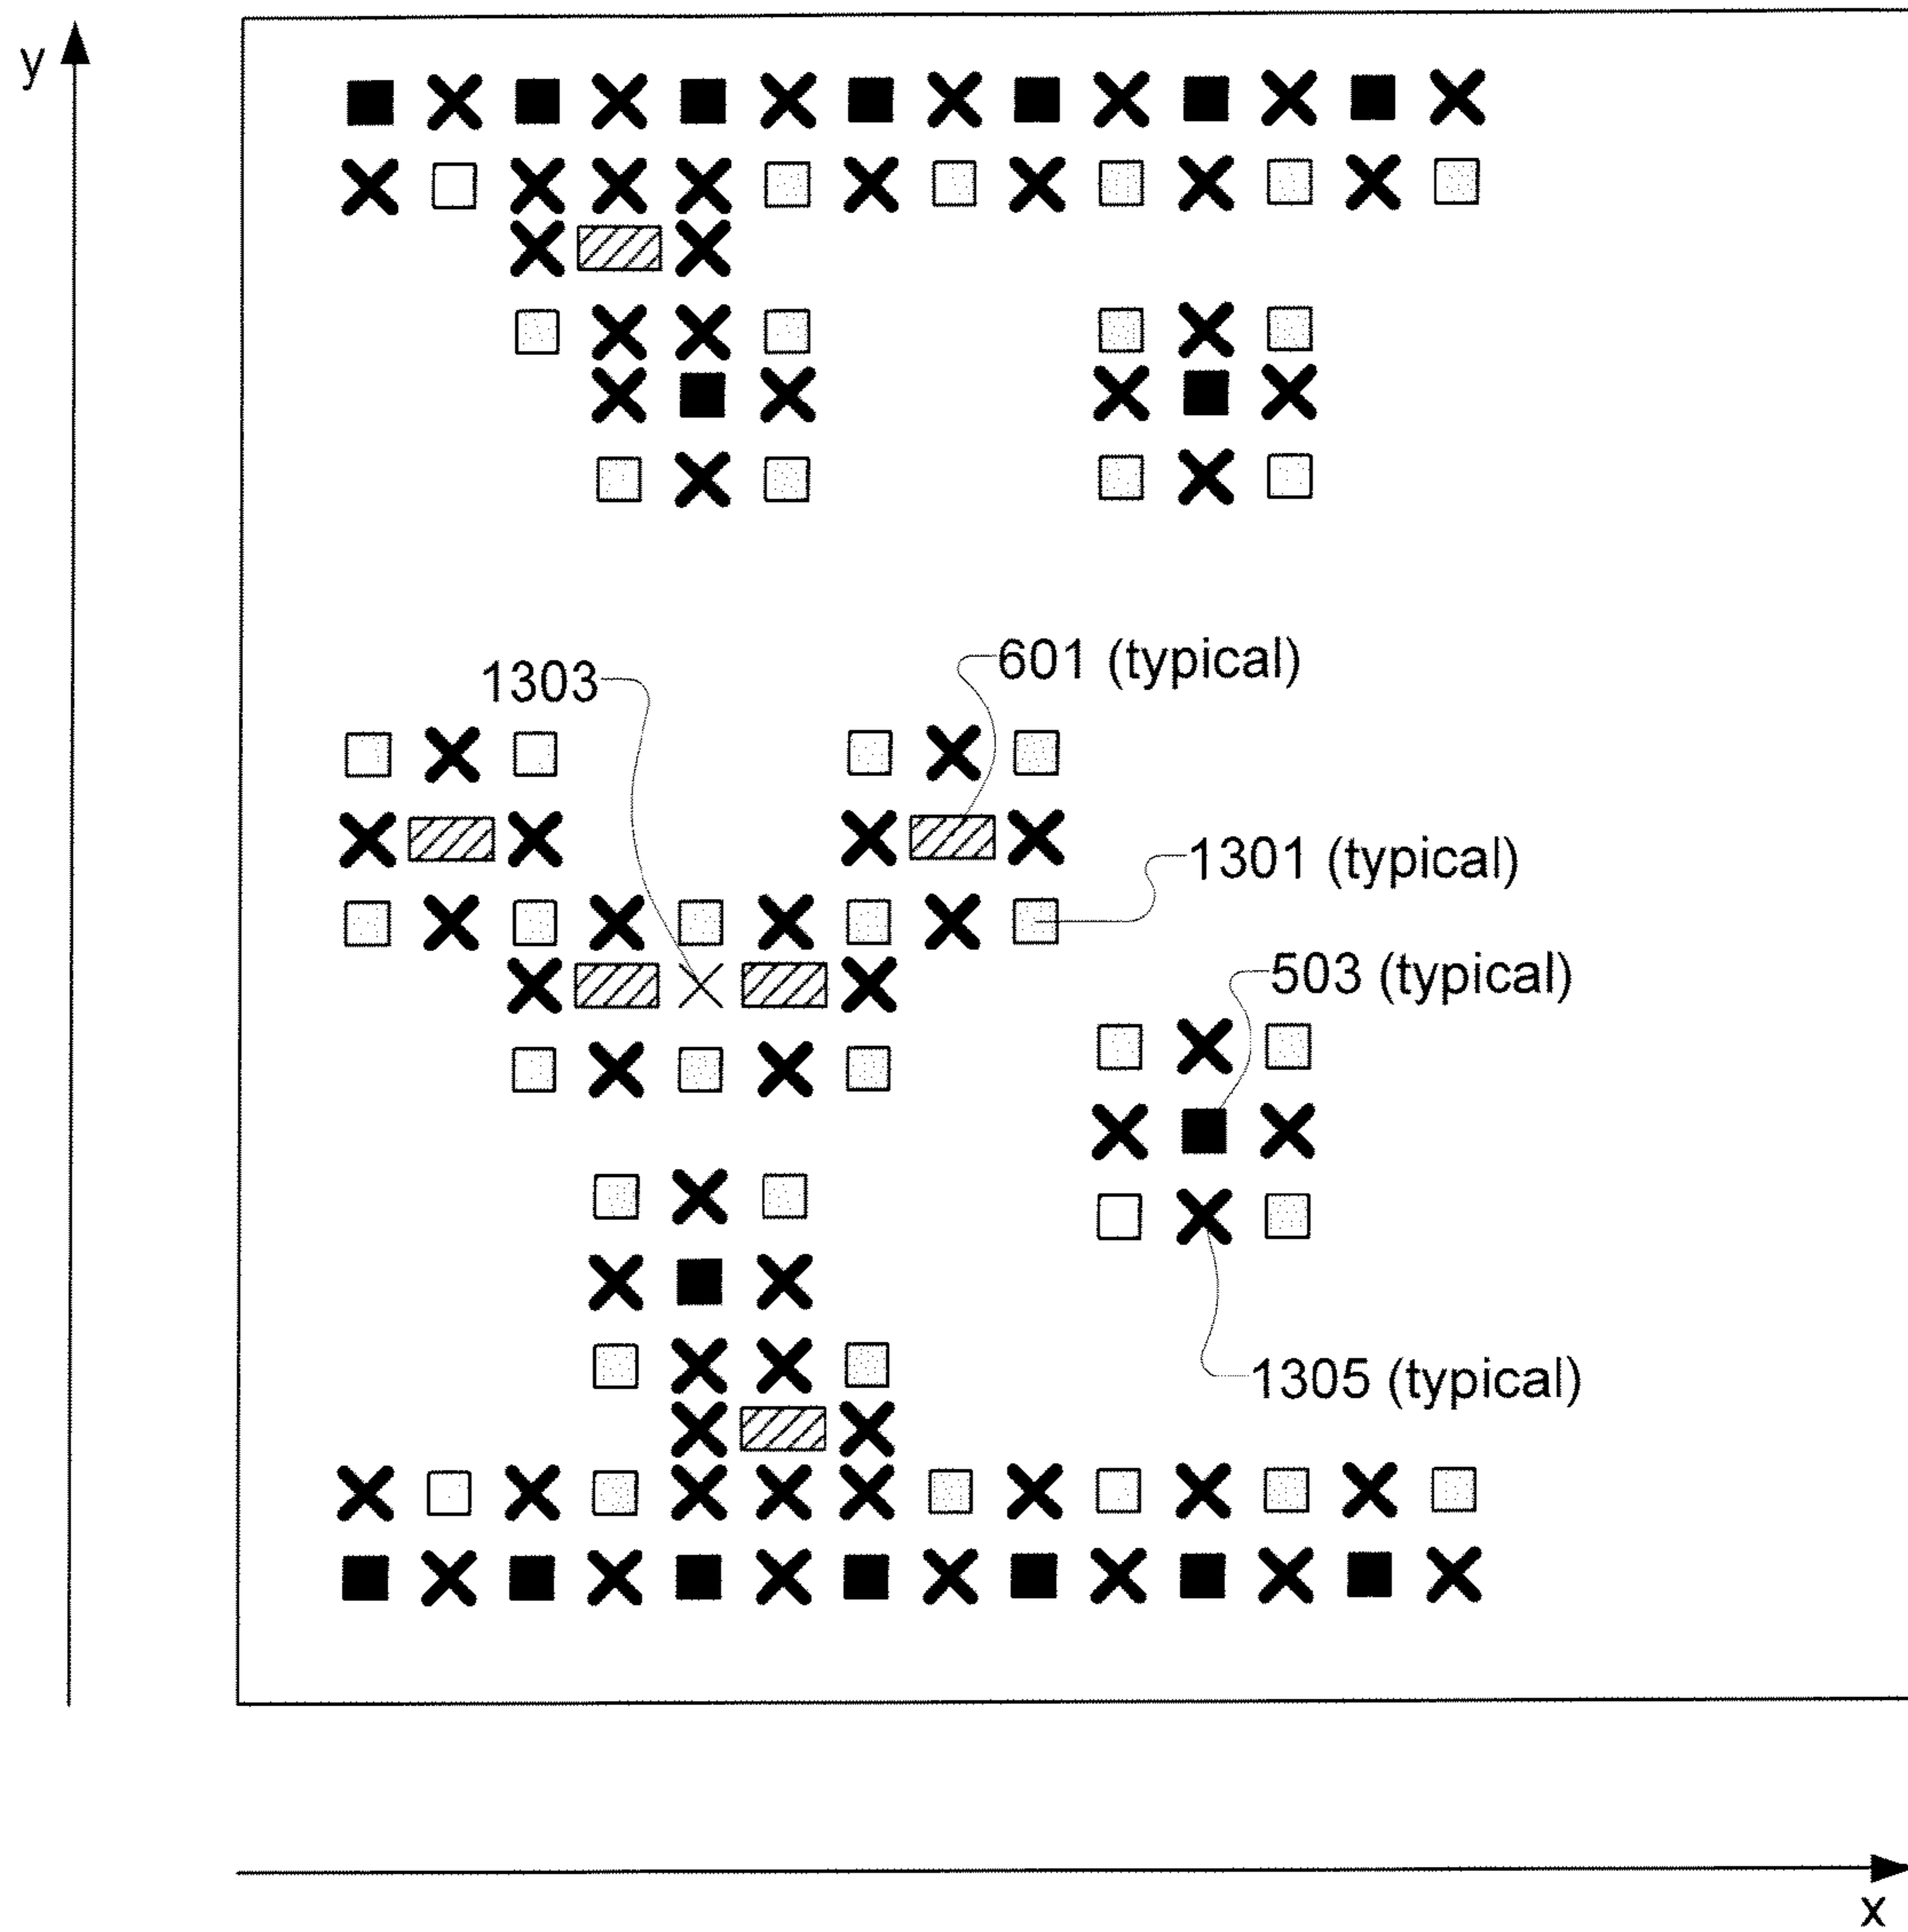 y
601 (typical)
1303
1301 (typical)
503 (typical)
1305 (typical)
x